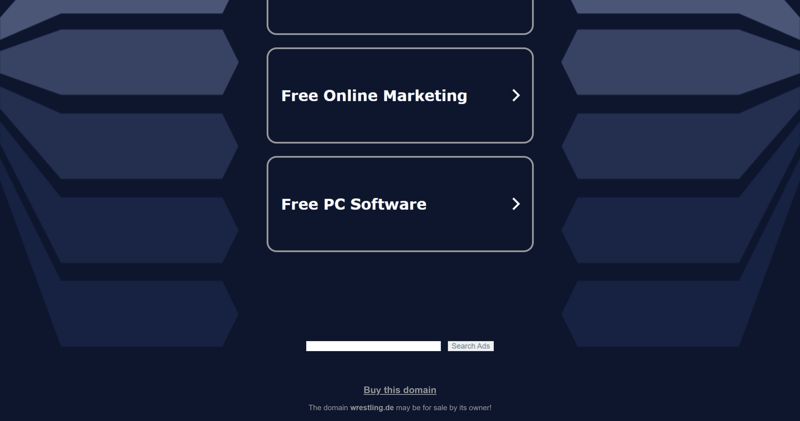 Free Online Marketing
Free PC Software
Search Ads
Buy this domain
The domain wrestling.de may be for sale by its owner!